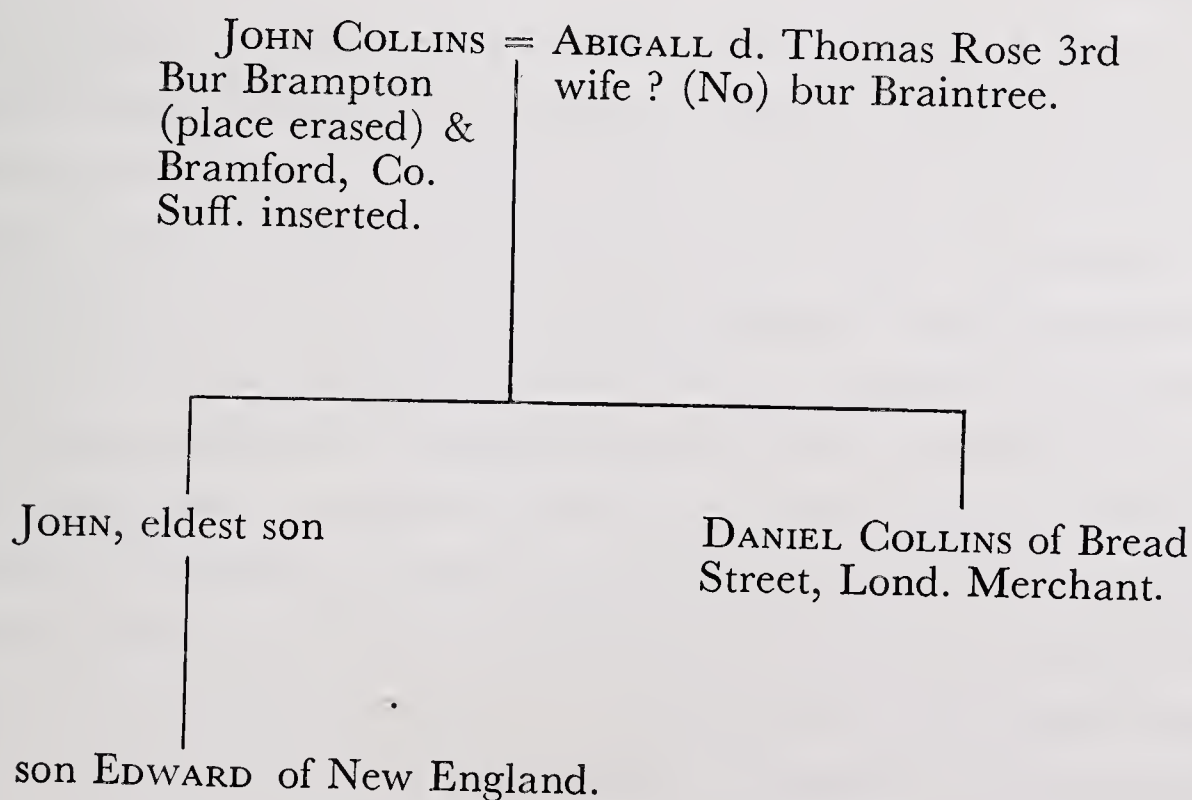 JOHN COLLINS = ABIGALL d. Thomas Rose 3rd
Bur Brampton
(place erased) &
Bramford, Co.
Suff. inserted.
wife ? (No) bur Braintree.
JOHN, eldest son
DANIEL COLLINS of Bread
Street, Lond. Merchant.
son EDWARD of New England.